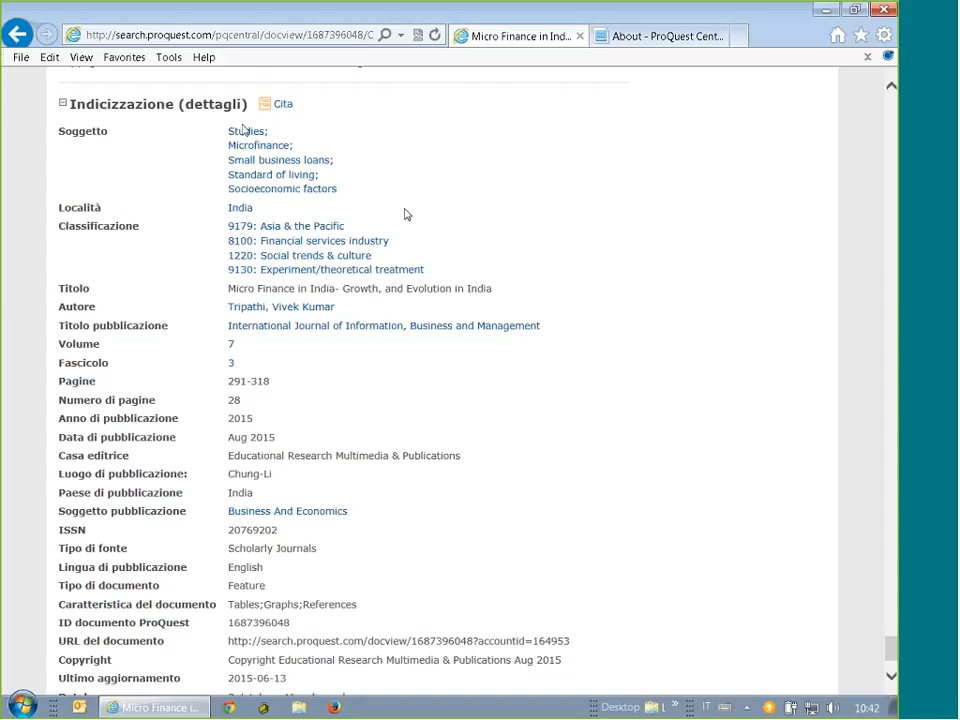 http://search.proquest.com/pqcentral/docview/1687396048/C
Micro Finance in Ind...
About - ProQuest Cent...
File Edit View Favorites Tools Help
Indicizzazione (dettagli) Cita
Soggetto Studies;
Microfinance;
Small business loans;
Standard of living;
Socioeconomic factors
Località India
Classificazione 9179: Asia & the Pacific
8100: Financial services industry
1220: Social trends & culture
9130: Experiment/theoretical treatment
Titolo Micro Finance in India- Growth, and Evolution in India
Autore Tripathi, Vivek Kumar
Titolo pubblicazione International Journal of Information, Business and Management
Volume 7
Fascicolo 3
Pagine 291-318
Numero di pagine 28
Anno di pubblicazione 2015
Data di pubblicazione Aug 2015
Casa editrice Educational Research Multimedia & Publications
Luogo di pubblicazione: Chung-Li
Paese di pubblicazione India
Soggetto pubblicazione Business And Economics
ISSN 20769202
Tipo di fonte Scholarly Journals
Lingua di pubblicazione English
Tipo di documento Feature
Caratteristica del documento Tables;Graphs;References
ID documento ProQuest 1687396048
URL del documento http://search.proquest.com/docview/1687396048?accountid=164953
Copyright Copyright Educational Research Multimedia & Publications Aug 2015
Ultimo aggiornamento 2015-06-13
Micro Finance i... Desktop L » IT 10:42